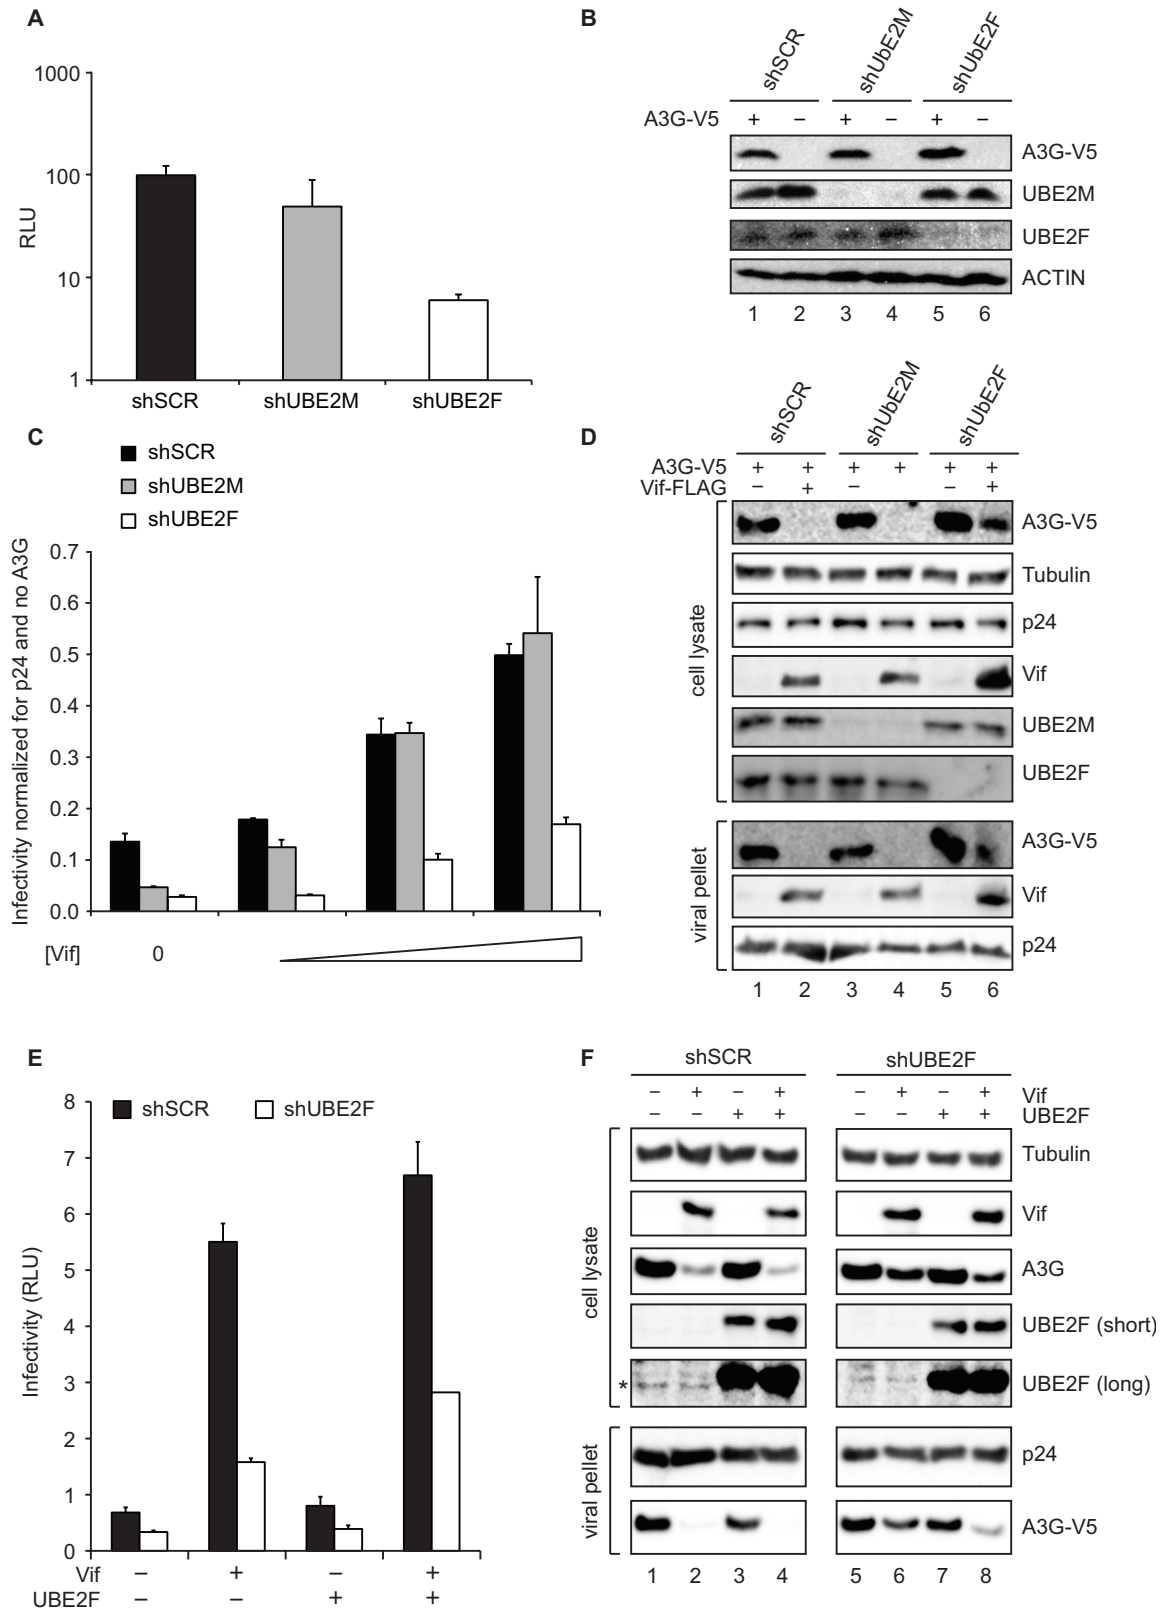 A
1000
100
10
1
RLU
shSCR shUBE2M shUBE2F
B
shSCR shUbE2M shUbE2F
A3G-V5 + – + – + –
A3G-V5
UBE2M
UBE2F
ACTIN
1 2 3 4 5 6
C
shSCR
shUBE2M
shUBE2F
Infectivity normalized for p24 and no A3G
0.7
0.6
0.5
0.4
0.3
0.2
0.1
0.0
[Vif] 0
D
shSCR shUbE2M shUbE2F
A3G-V5 + + + + + +
Vif-FLAG – + – – +
cell lysate
A3G-V5
Tubulin
p24
Vif
UBE2M
UBE2F
viral pellet
A3G-V5
Vif
p24
1 2 3 4 5 6
E
shSCR shUBE2F
Infectivity (RLU)
8
7
6
5
4
3
2
1
0
Vif – + – +
UBE2F – – + +
F
shSCR shUBE2F
– + – + – + – + Vif
– – + + – – + + UBE2F
cell lysate
Tubulin
Vif
A3G
UBE2F (short)
* UBE2F (long)
viral pellet
p24
A3G-V5
1 2 3 4 5 6 7 8